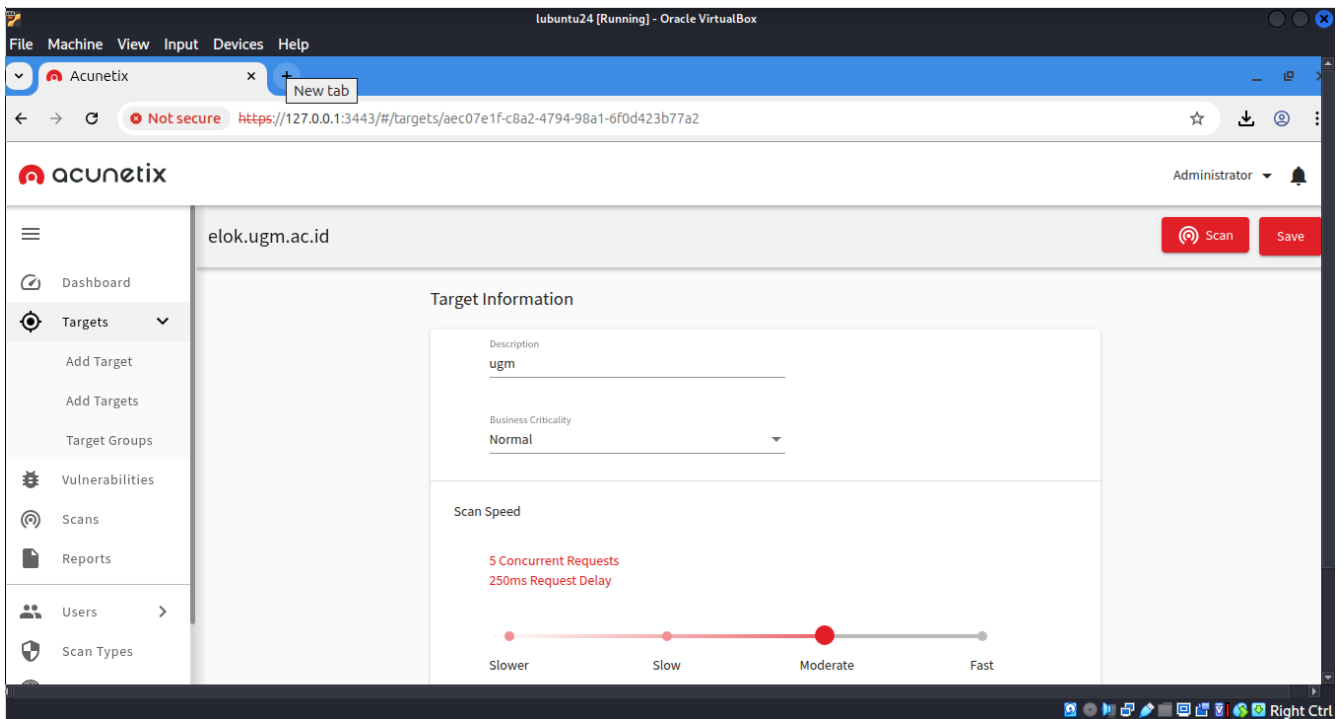 lubuntu24 [Running] - Oracle VirtualBox
File Machine View Input Devices Help
Acunetix
New tab
Not secure https://127.0.0.1:3443/#/targets/aec07e1f-c8a2-4794-98a1-6f0d423b77a2
acunetix
Administrator
elok.ugm.ac.id
Scan
Save
Dashboard
Targets
Add Target
Add Targets
Target Groups
Vulnerabilities
Scans
Reports
Users
Scan Types
Target Information
Description
ugm
Business Criticality
Normal
Scan Speed
5 Concurrent Requests
250ms Request Delay
Slower Slow Moderate Fast
Right Ctrl